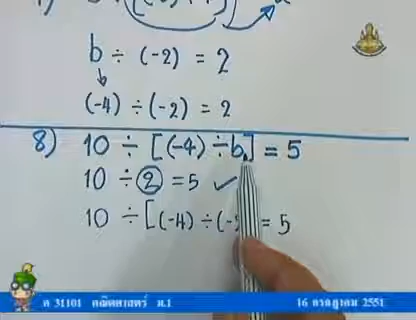 b ÷ (-2) = 2
(-4) ÷ (-2) = 2
8) 10 ÷ [(-4) ÷ b] = 5
10 ÷ 2 = 5 ✓
10 ÷ [(-4) ÷ (- = 5
ค 31101 คณิตศาสตร์ ม.1
16 กรกฎาคม 2551